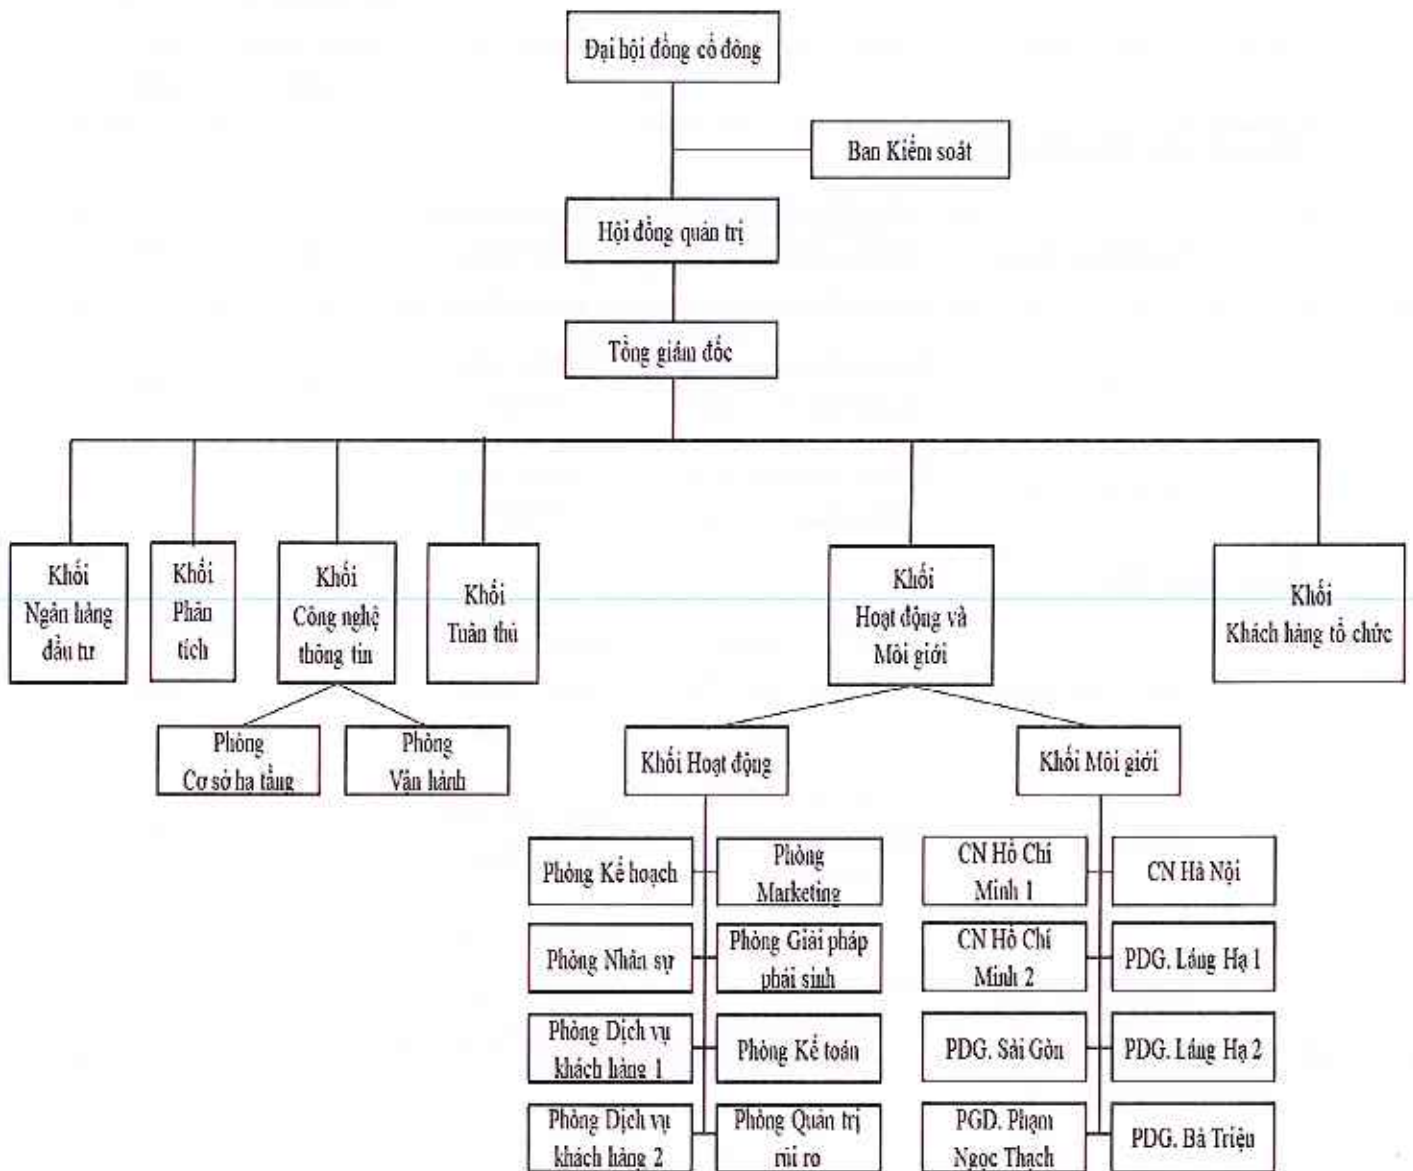 Đại hội đồng cổ đông
Ban Kiểm soát
Hội đồng quản trị
Tổng giám đốc
Khối
Ngân hàng
đầu tư
Khối
Phân
tích
Khối
Công nghệ
thông tin
Khối
Tuân thủ
Khối
Hoạt động và
Môi giới
Khối
Khách hàng tổ chức
Phòng
Cơ sở hạ tầng
Phòng
Vận hành
Khối Hoạt động
Khối Môi giới
Phòng Kế hoạch
Phòng
Marketing
Phòng Nhân sự
Phòng Giải pháp
phái sinh
Phòng Dịch vụ
khách hàng 1
Phòng Kế toán
Phòng Dịch vụ
khách hàng 2
Phòng Quản trị
rủi ro
CN Hồ Chí
Minh 1
CN Hà Nội
CN Hồ Chí
Minh 2
PDG. Láng Hạ 1
PDG. Sài Gòn
PDG. Láng Hạ 2
PGD. Phạm
Ngọc Thạch
PDG. Bà Triệu